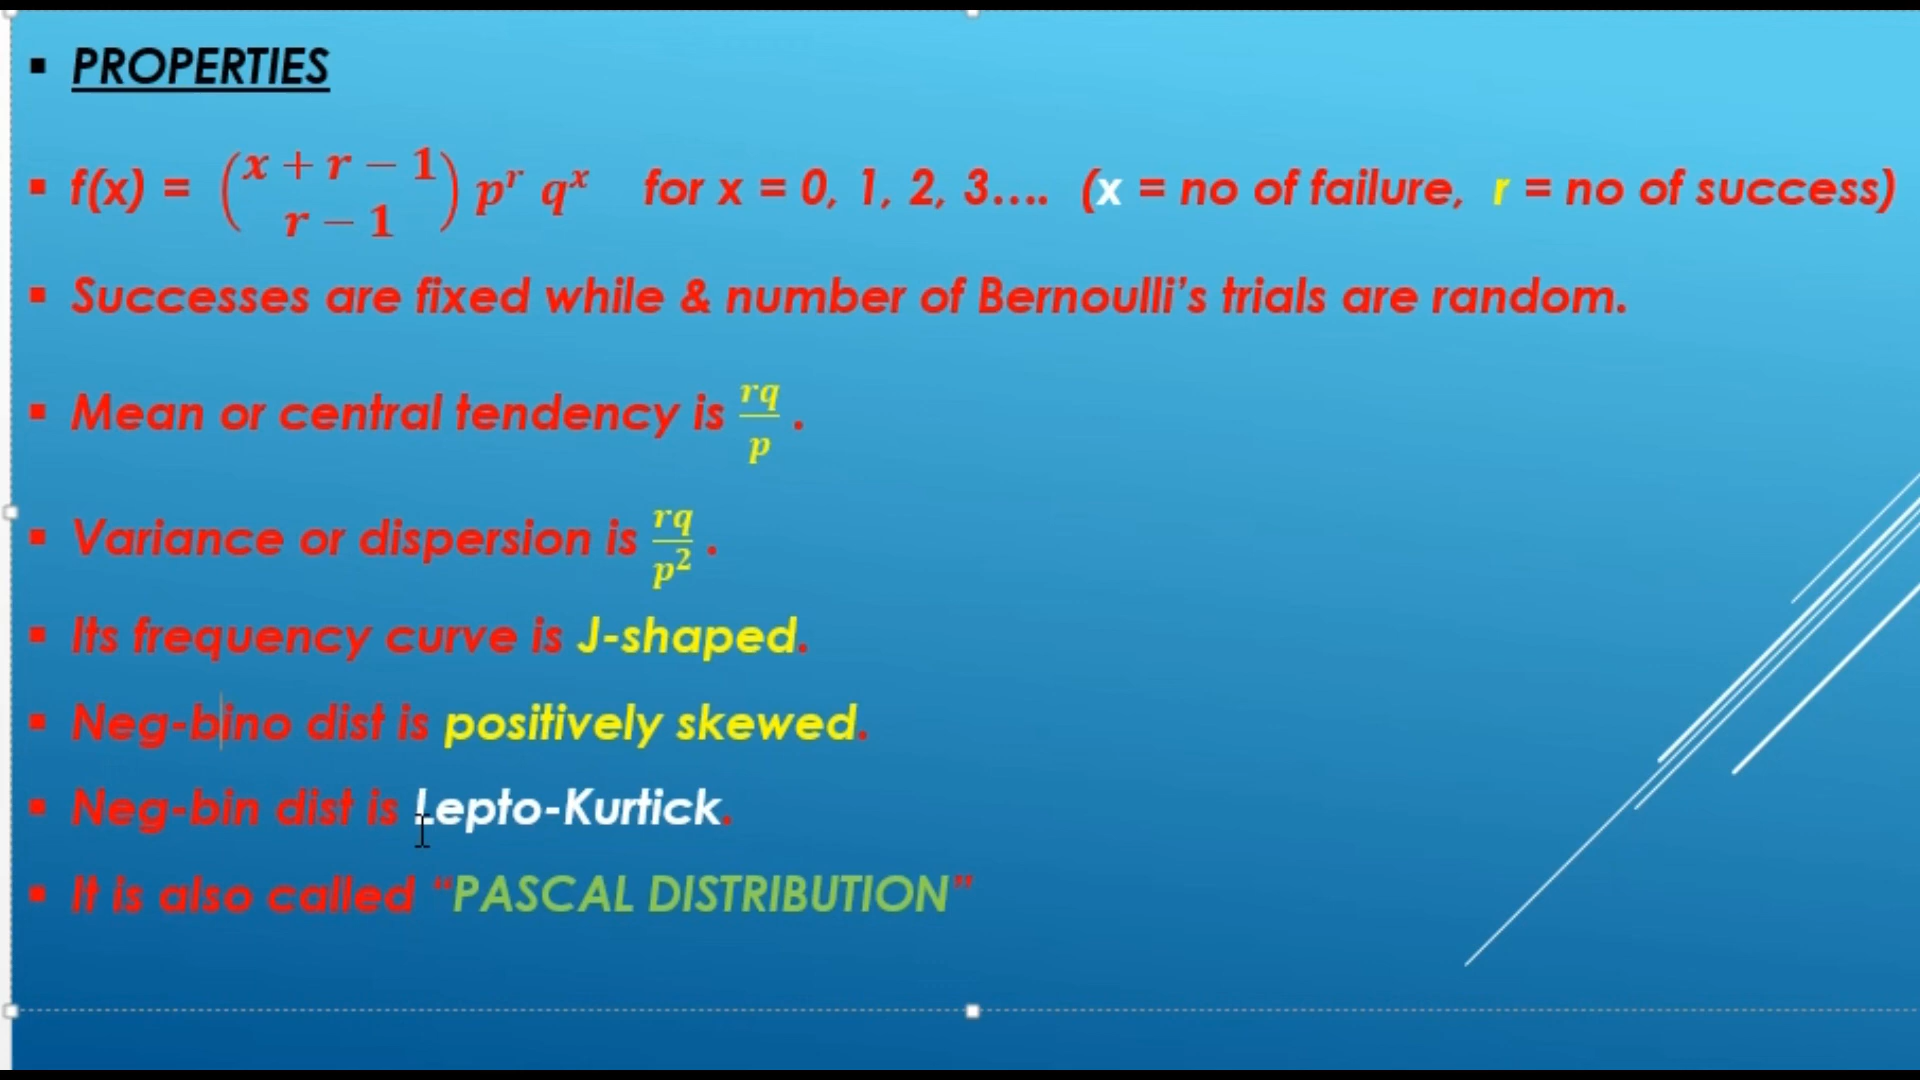 PROPERTIES
f(x) = (x + r − 1 r − 1) pʳ qˣ for x = 0, 1, 2, 3.... (x = no of failure, r = no of success)
Successes are fixed while & number of Bernoulli’s trials are random.
Mean or central tendency is rq/p .
Variance or dispersion is rq/p² .
Its frequency curve is J-shaped.
Neg-bino dist is positively skewed.
Neg-bin dist is Lepto-Kurtick.
It is also called “PASCAL DISTRIBUTION”